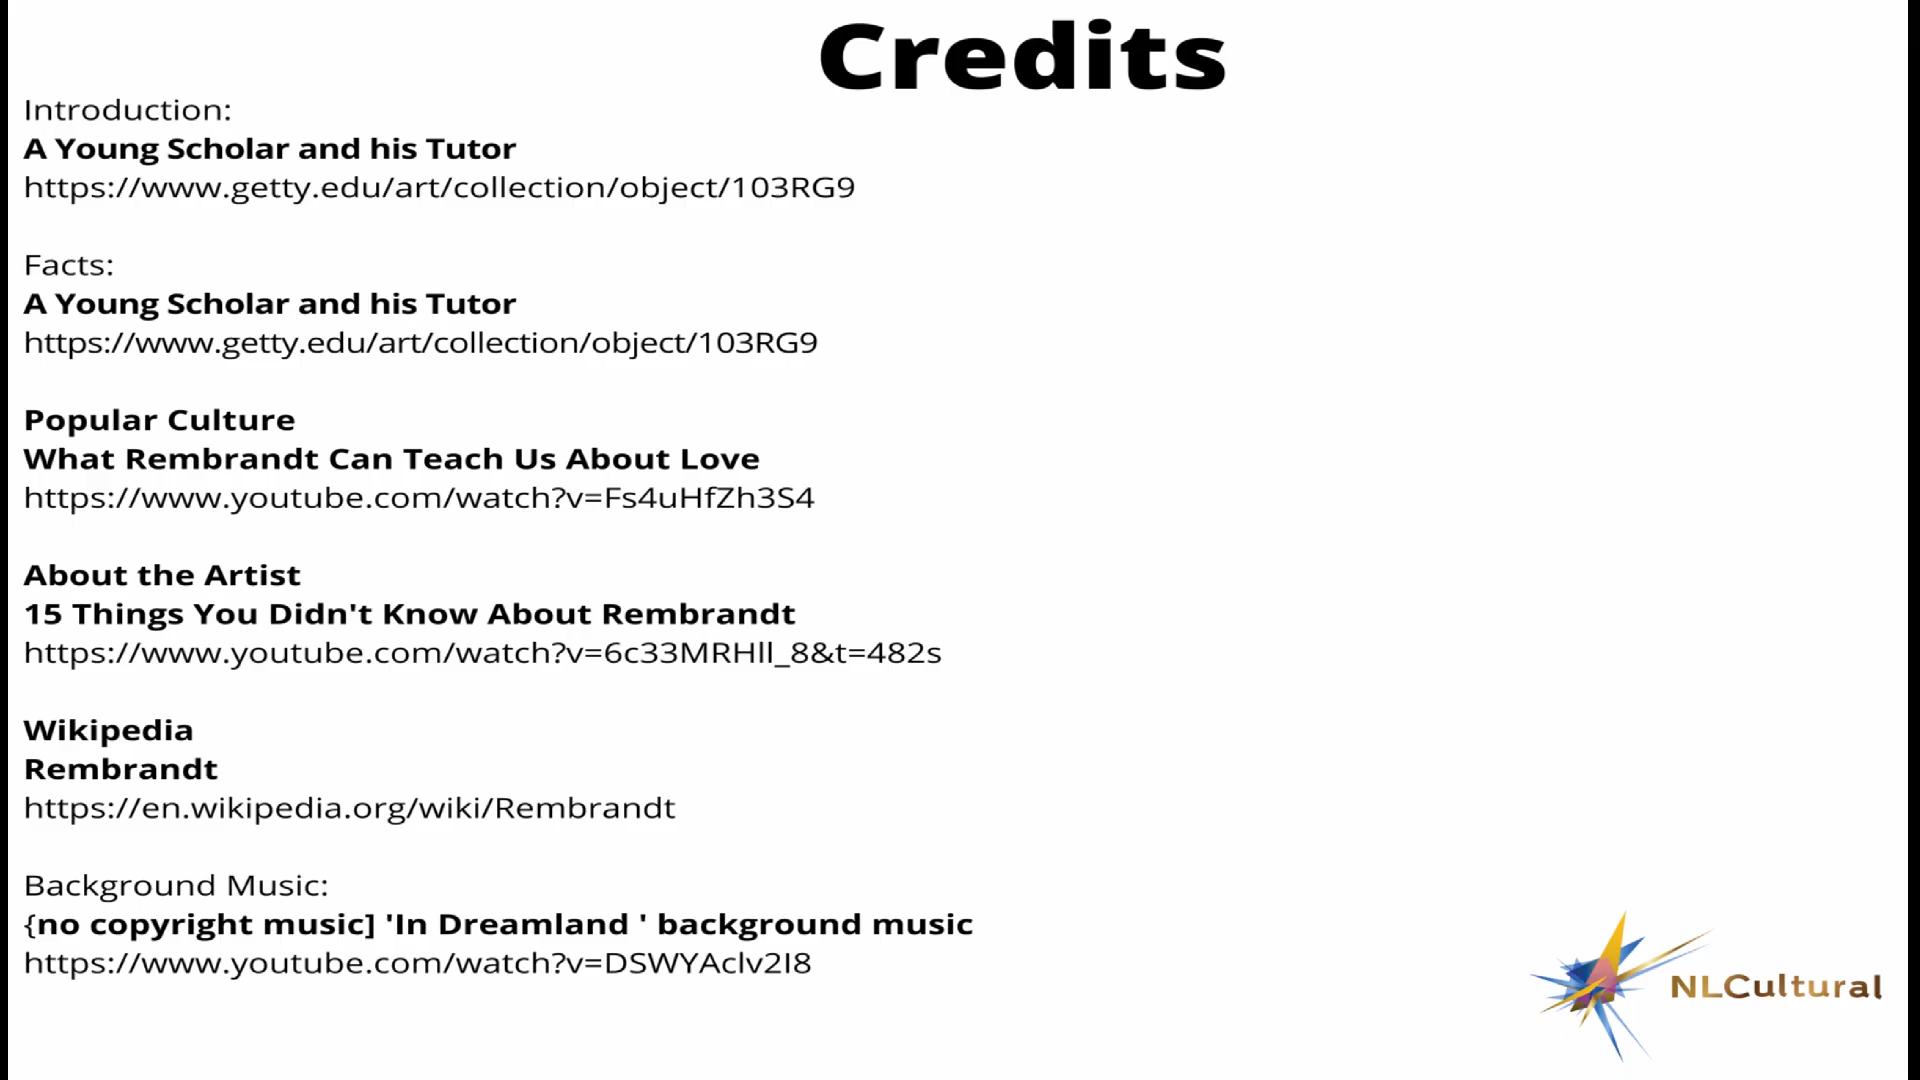 Credits
Introduction:
A Young Scholar and his Tutor
https://www.getty.edu/art/collection/object/103RG9
Facts:
A Young Scholar and his Tutor
https://www.getty.edu/art/collection/object/103RG9
Popular Culture
What Rembrandt Can Teach Us About Love
https://www.youtube.com/watch?v=Fs4uHfZh3S4
About the Artist
15 Things You Didn't Know About Rembrandt
https://www.youtube.com/watch?v=6c33MRHll_8&t=482s
Wikipedia
Rembrandt
https://en.wikipedia.org/wiki/Rembrandt
Background Music:
{no copyright music] 'In Dreamland ' background music
https://www.youtube.com/watch?v=DSWYAclv2I8
NLCultural